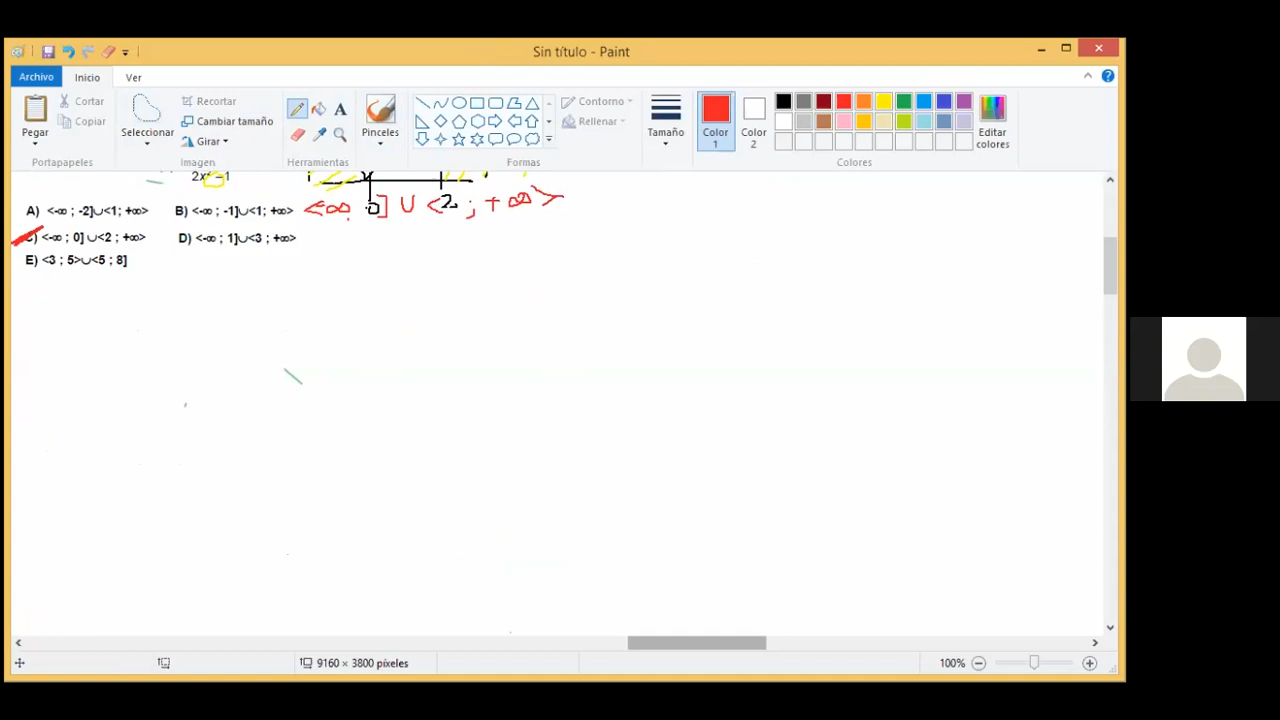 Sin título - Paint
Archivo Inicio Ver
Pegar
Cortar
Copiar
Portapapeles
Seleccionar
Recortar
Cambiar tamaño
Girar
Imagen
A
Herramientas
Pinceles
Contorno
Rellenar
Formas
Tamaño
Color 1
Color 2
Editar colores
Colores
A) <-∞ ; -2]∪<1; +∞> B) <-∞ ; -1]∪<1; +∞> <∞ 0] ∪ <2 ; +∞>
C) <-∞ ; 0] ∪<2 ; +∞> D) <-∞ ; 1]∪<3 ; +∞>
E) <3 ; 5>∪<5 ; 8]
9160 × 3800 píxeles 100%